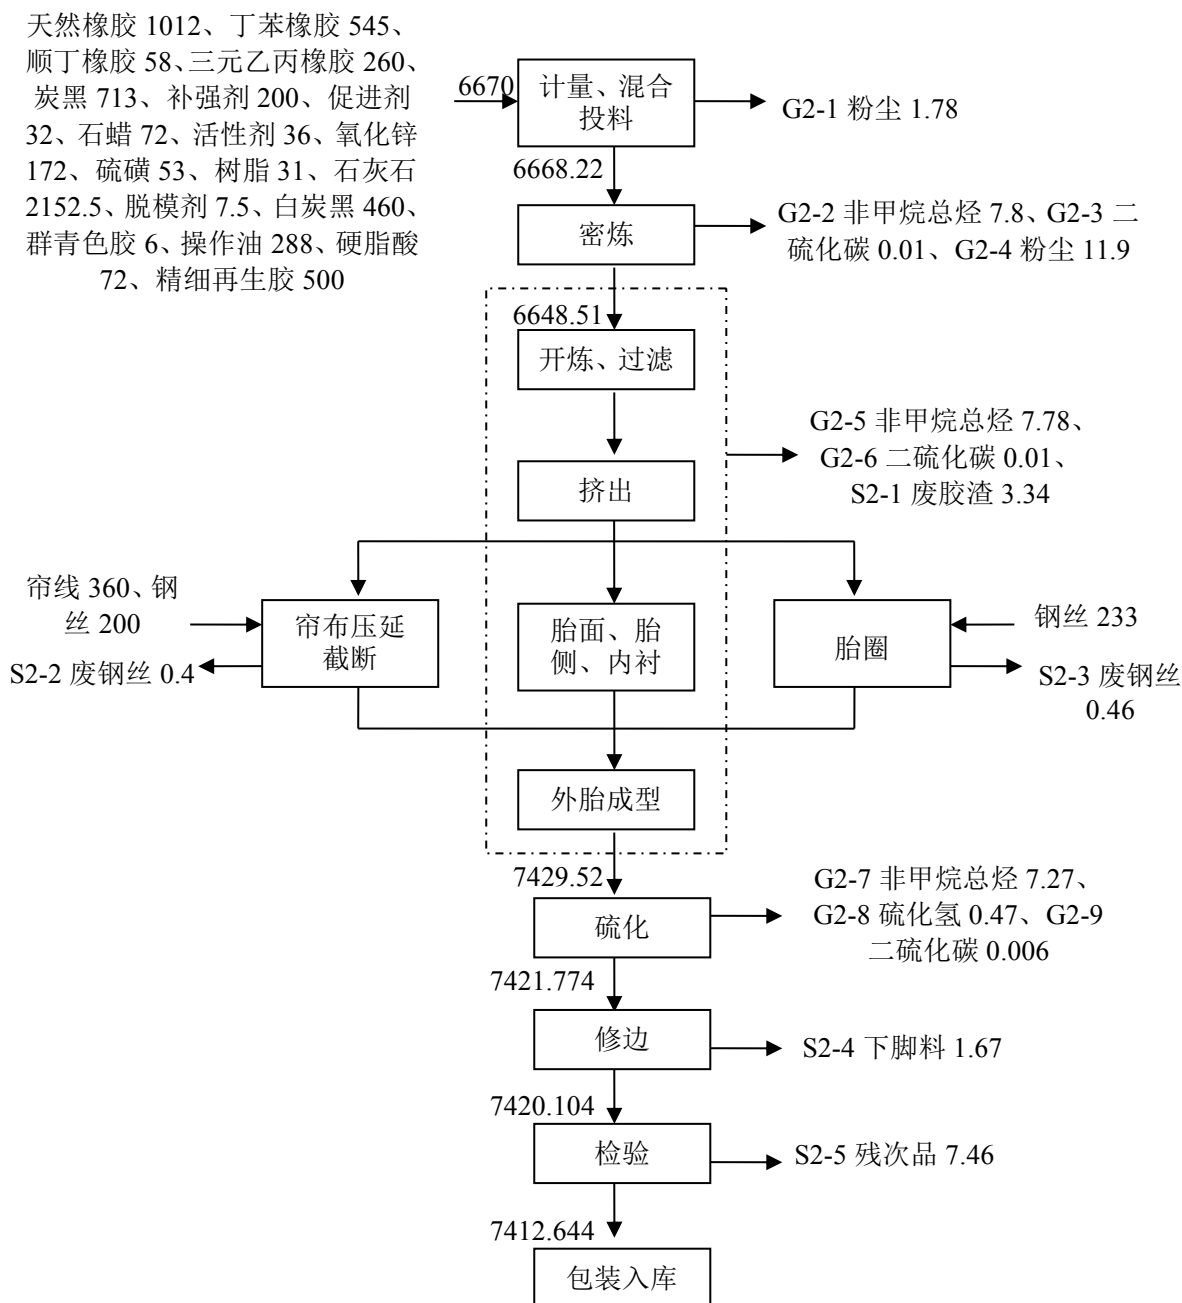 天然橡胶 1012、丁苯橡胶 545、
顺丁橡胶 58、三元乙丙橡胶 260、
炭黑 713、补强剂 200、促进剂
32、石蜡 72、活性剂 36、氧化锌
172、硫磺 53、树脂 31、石灰石
2152.5、脱模剂 7.5、白炭黑 460、
群青色胶 6、操作油 288、硬脂酸
72、精细再生胶 500
6670
计量、混合
投料
G2-1 粉尘 1.78
6668.22
密炼
G2-2 非甲烷总烃 7.8、G2-3 二
硫化碳 0.01、G2-4 粉尘 11.9
6648.51
开炼、过滤
挤出
G2-5 非甲烷总烃 7.78、
G2-6 二硫化碳 0.01、
S2-1 废胶渣 3.34
帘线 360、钢
丝 200
S2-2 废钢丝 0.4
帘布压延
截断
胎面、胎
侧、内衬
胎圈
钢丝 233
S2-3 废钢丝
0.46
外胎成型
7429.52
硫化
G2-7 非甲烷总烃 7.27、
G2-8 硫化氢 0.47、G2-9
二硫化碳 0.006
7421.774
修边
S2-4 下脚料 1.67
7420.104
检验
S2-5 残次品 7.46
7412.644
包装入库